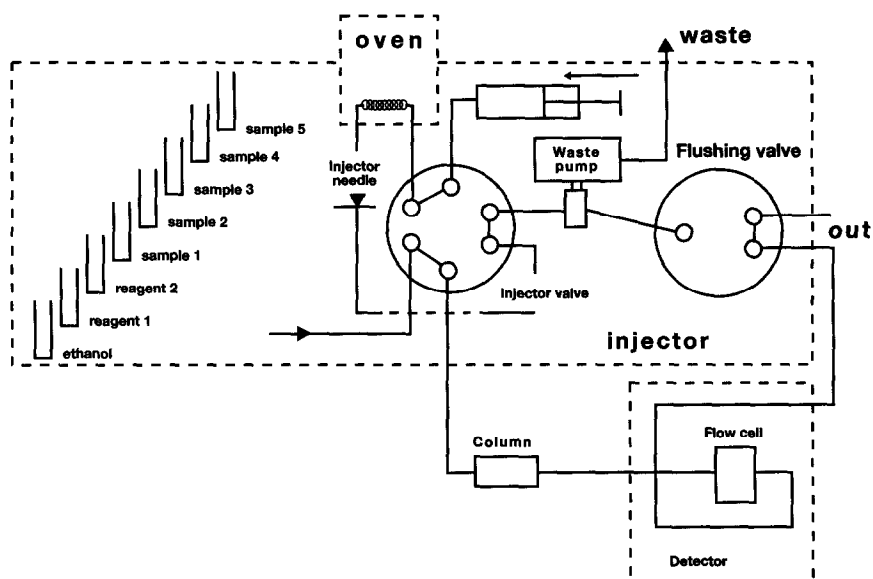 oven
waste
sample 5
sample 4
sample 3
sample 2
sample 1
reagent 2
reagent 1
ethanol
Injector
needle
Waste
pump
Flushing valve
out
Injector valve
injector
Column
Flow cell
Detector